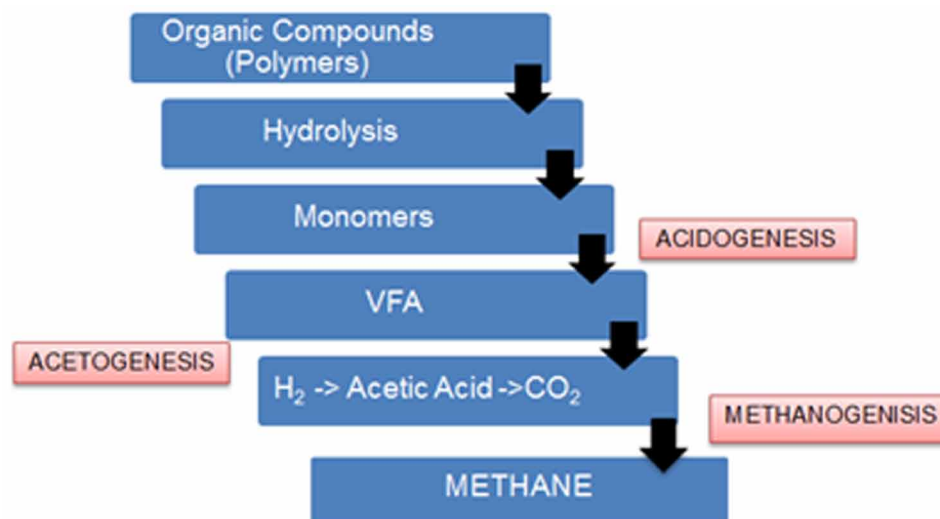 Organic Compounds
(Polymers)
Hydrolysis
Monomers
ACIDOGENESIS
VFA
ACETOGENESIS
H₂ -> Acetic Acid ->CO₂
METHANOGENISIS
METHANE